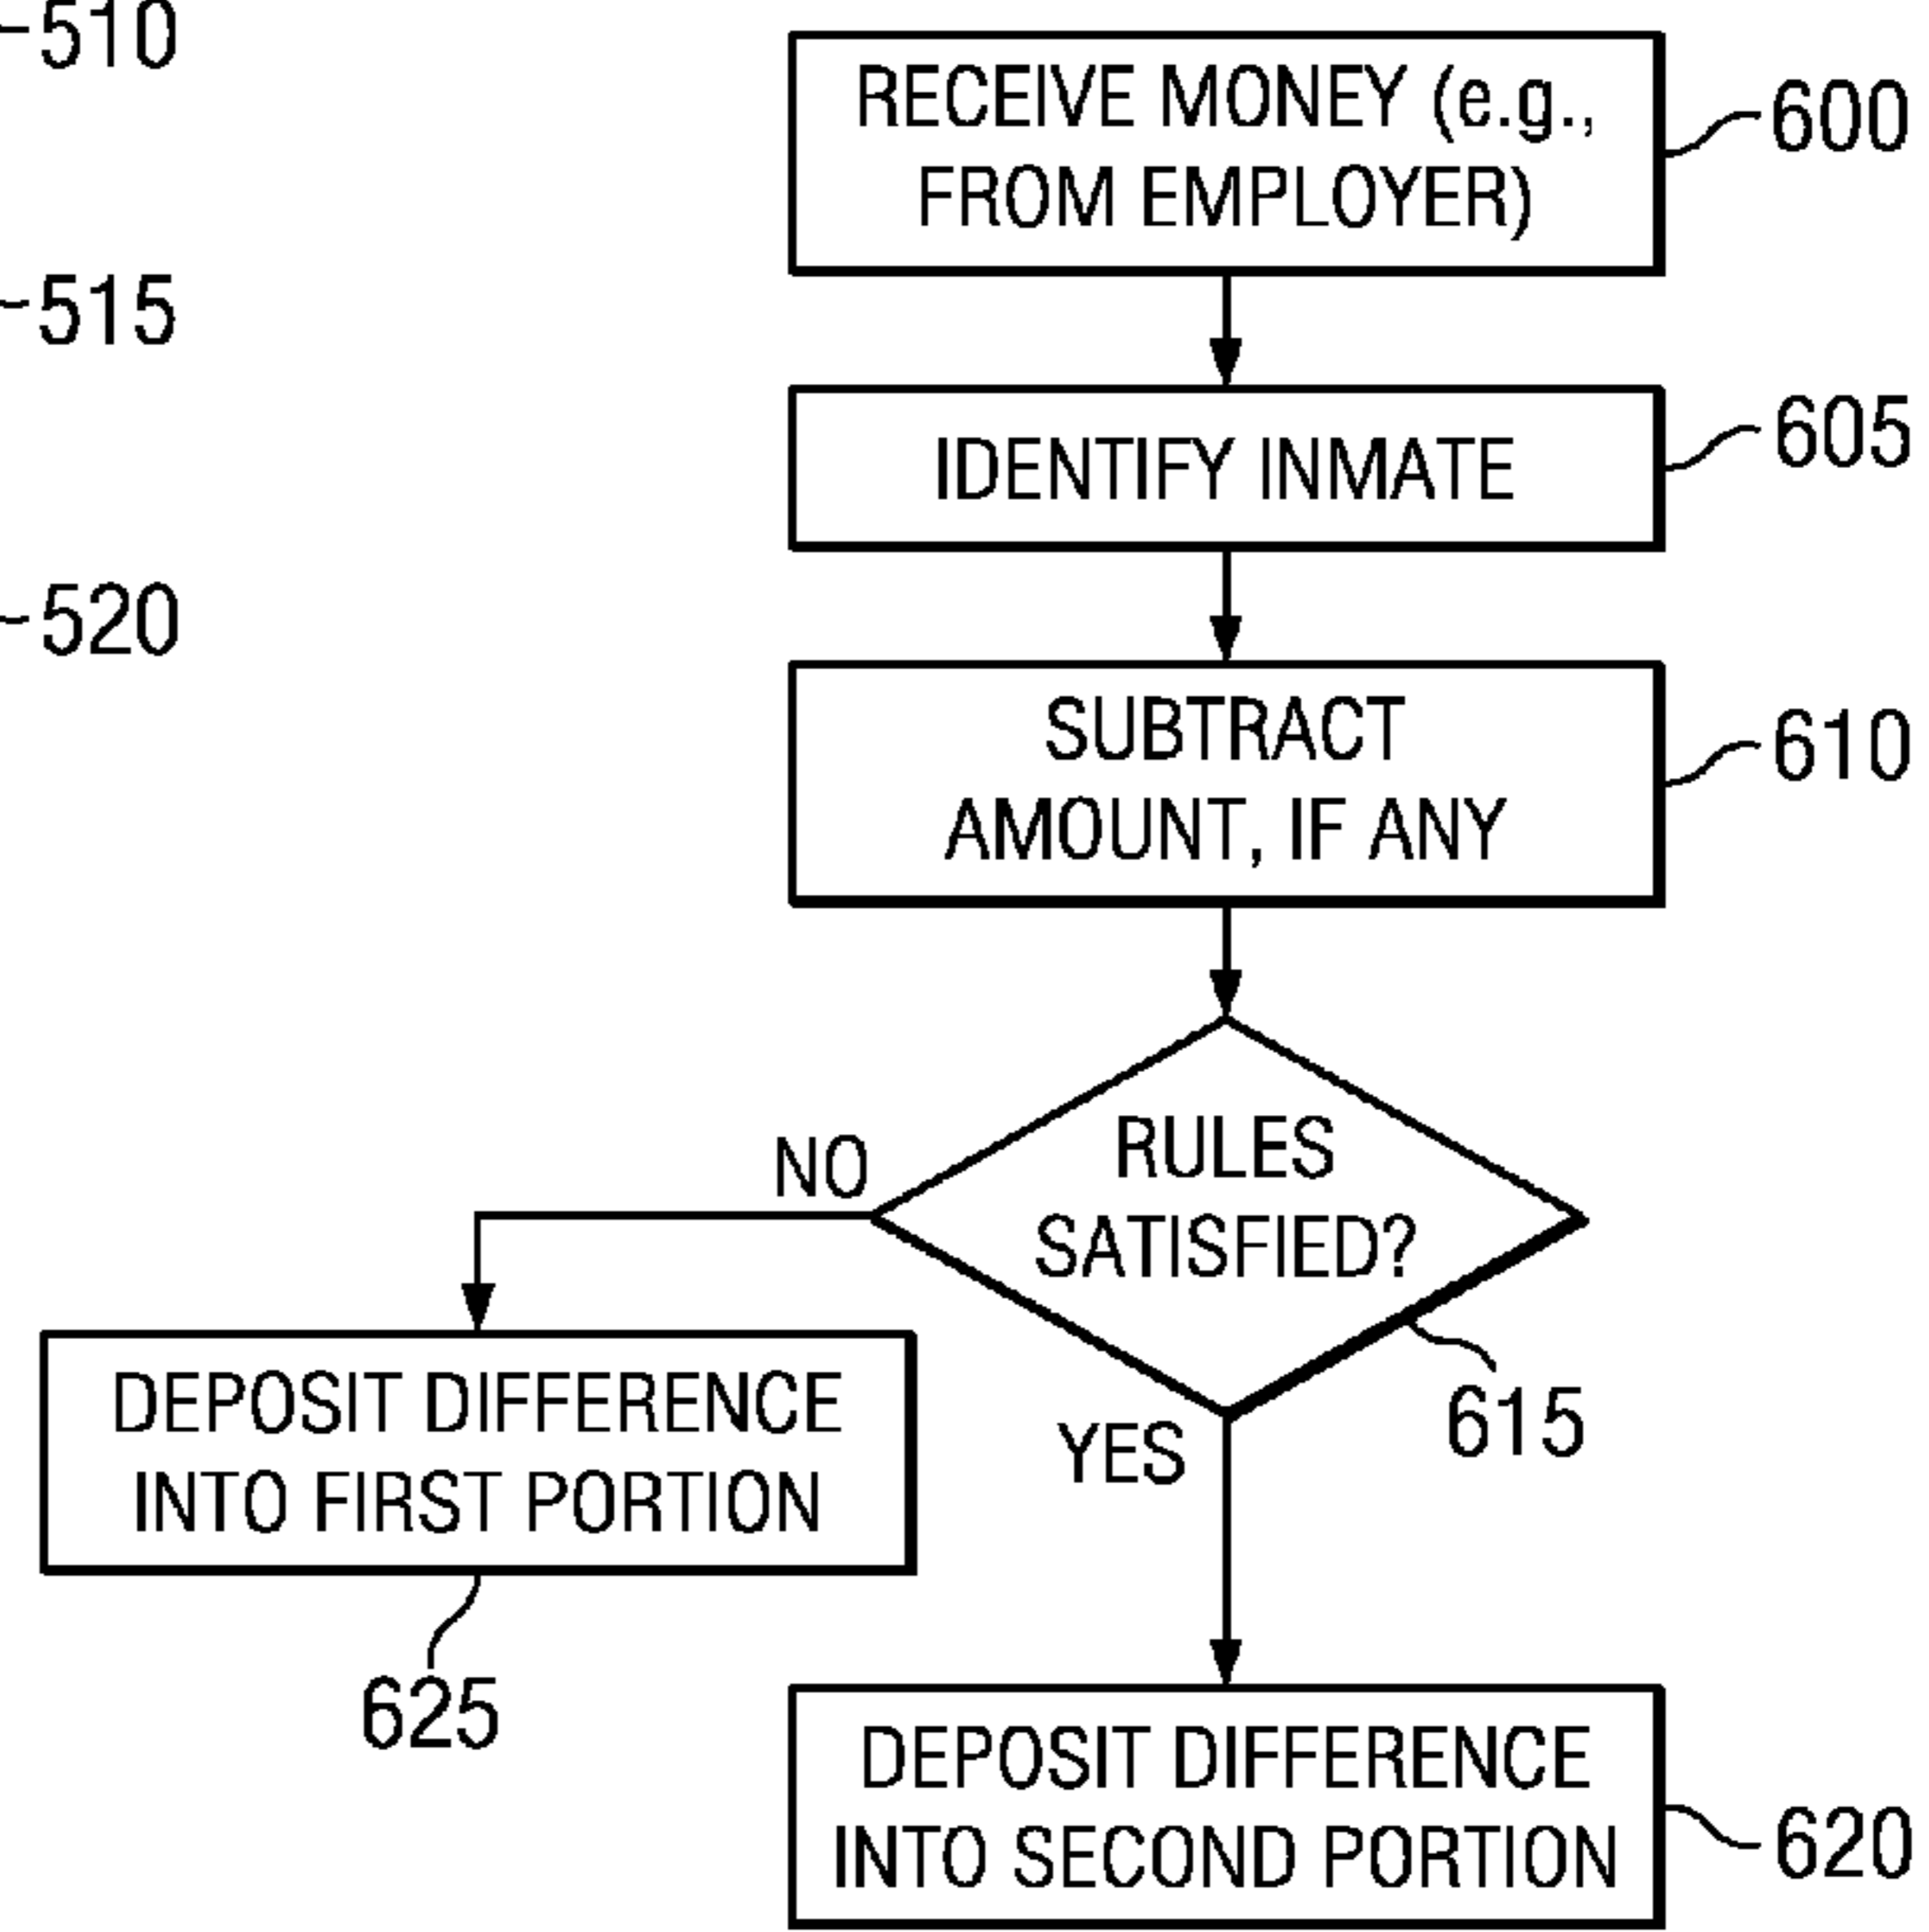 510
515
520
RECEIVE MONEY (e.g.,
FROM EMPLOYER)
600
IDENTIFY INMATE
605
SUBTRACT
AMOUNT, IF ANY
610
RULES
SATISFIED?
615
NO
YES
DEPOSIT DIFFERENCE
INTO FIRST PORTION
625
DEPOSIT DIFFERENCE
INTO SECOND PORTION
620